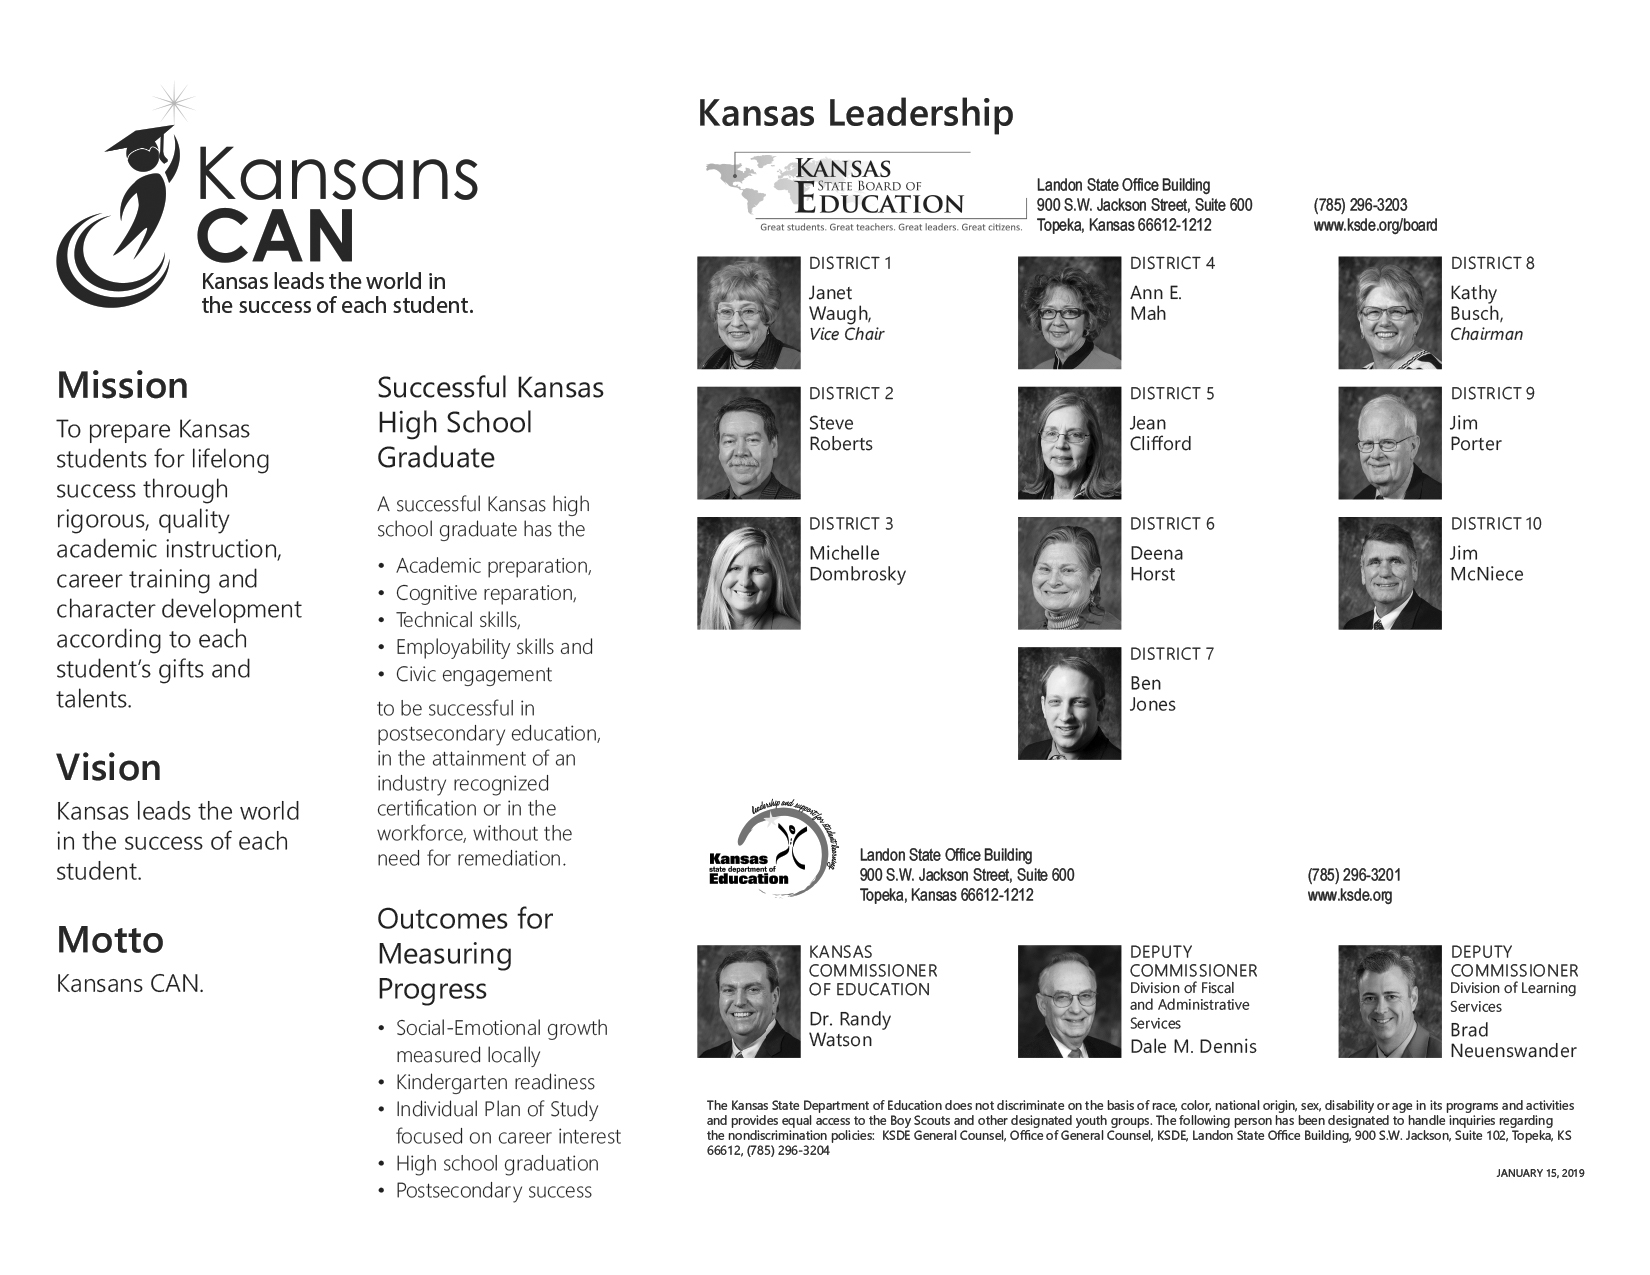 Kansans
CAN
Kansas leads the world in
the success of each student.
Mission
To prepare Kansas
students for lifelong
success through
rigorous, quality
academic instruction,
career training and
character development
according to each
student’s gifts and
talents.
Vision
Kansas leads the world
in the success of each
student.
Motto
Kansans CAN.
Successful Kansas
High School
Graduate
A successful Kansas high
school graduate has the
• Academic preparation,
• Cognitive reparation,
• Technical skills,
• Employability skills and
• Civic engagement
to be successful in
postsecondary education,
in the attainment of an
industry recognized
certification or in the
workforce, without the
need for remediation.
Outcomes for
Measuring
Progress
• Social-Emotional growth
measured locally
• Kindergarten readiness
• Individual Plan of Study
focused on career interest
• High school graduation
• Postsecondary success
Kansas Leadership
KANSAS
STATE BOARD OF
EDUCATION
Great students. Great teachers. Great leaders. Great citizens.
Landon State Office Building
900 S.W. Jackson Street, Suite 600
Topeka, Kansas 66612-1212
(785) 296-3203
www.ksde.org/board
DISTRICT 1
Janet
Waugh,
Vice Chair
DISTRICT 2
Steve
Roberts
DISTRICT 3
Michelle
Dombrosky
DISTRICT 4
Ann E.
Mah
DISTRICT 5
Jean
Clifford
DISTRICT 6
Deena
Horst
DISTRICT 7
Ben
Jones
DISTRICT 8
Kathy
Busch,
Chairman
DISTRICT 9
Jim
Porter
DISTRICT 10
Jim
McNiece
leadership and support for student learning
Kansas
state department of
Education
Landon State Office Building
900 S.W. Jackson Street, Suite 600
Topeka, Kansas 66612-1212
(785) 296-3201
www.ksde.org
KANSAS
COMMISSIONER
OF EDUCATION
Dr. Randy
Watson
DEPUTY
COMMISSIONER
Division of Fiscal
and Administrative
Services
Dale M. Dennis
DEPUTY
COMMISSIONER
Division of Learning
Services
Brad
Neuenswander
The Kansas State Department of Education does not discriminate on the basis of race, color, national origin, sex, disability or age in its programs and activities
and provides equal access to the Boy Scouts and other designated youth groups. The following person has been designated to handle inquiries regarding
the nondiscrimination policies: KSDE General Counsel, Office of General Counsel, KSDE, Landon State Office Building, 900 S.W. Jackson, Suite 102, Topeka, KS
66612, (785) 296-3204
JANUARY 15, 2019